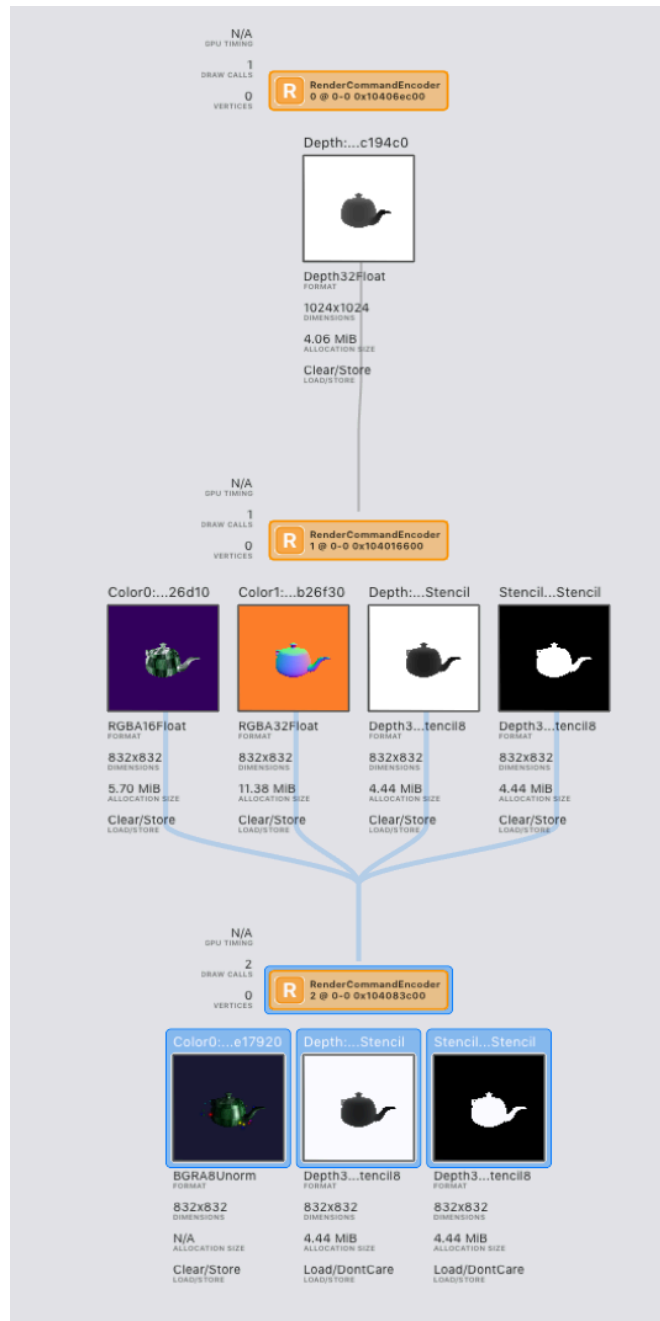 N/A
GPU TIMING
1
DRAW CALLS
0
VERTICES
R
RenderCommandEncoder
0 @ 0-0 0x10406ec00
Depth:...c194c0
Depth32Float
FORMAT
1024x1024
DIMENSIONS
4.06 MiB
ALLOCATION SIZE
Clear/Store
LOAD/STORE
N/A
GPU TIMING
1
DRAW CALLS
0
VERTICES
R
RenderCommandEncoder
1 @ 0-0 0x104016600
Color0:...26d10 Color1:...b26f30 Depth:...Stencil Stencil...Stencil
RGBA16Float RGBA32Float Depth3...tencil8 Depth3...tencil8
FORMAT FORMAT FORMAT FORMAT
832x832 832x832 832x832 832x832
DIMENSIONS DIMENSIONS DIMENSIONS DIMENSIONS
5.70 MiB 11.38 MiB 4.44 MiB 4.44 MiB
ALLOCATION SIZE ALLOCATION SIZE ALLOCATION SIZE ALLOCATION SIZE
Clear/Store Clear/Store Clear/Store Clear/Store
LOAD/STORE LOAD/STORE LOAD/STORE LOAD/STORE
N/A
GPU TIMING
2
DRAW CALLS
0
VERTICES
R
RenderCommandEncoder
2 @ 0-0 0x104083c00
Color0:...e17920 Depth:...Stencil Stencil...Stencil
BGRA8Unorm Depth3...tencil8 Depth3...tencil8
FORMAT FORMAT FORMAT
832x832 832x832 832x832
DIMENSIONS DIMENSIONS DIMENSIONS
N/A 4.44 MiB 4.44 MiB
ALLOCATION SIZE ALLOCATION SIZE ALLOCATION SIZE
Clear/Store Load/DontCare Load/DontCare
LOAD/STORE LOAD/STORE LOAD/STORE